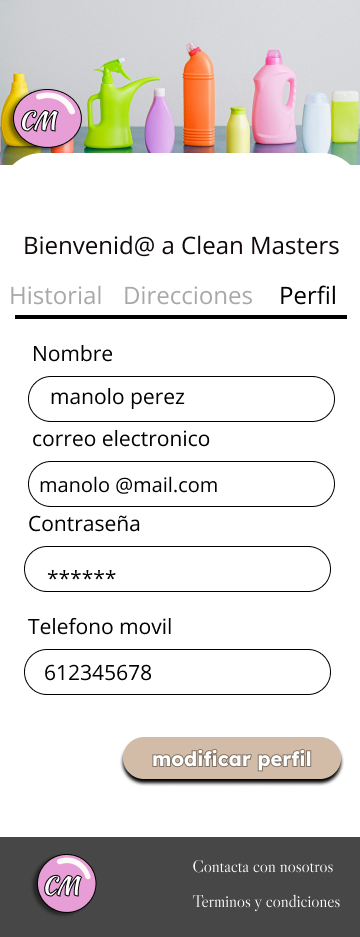 CM
Bienvenid@ a Clean Masters
Historial Direcciones Perfil
Nombre
manolo perez
correo electronico
manolo @mail.com
Contraseña
******
Telefono movil
612345678
modificar perfil
CM
Contacta con nosotros
Terminos y condiciones